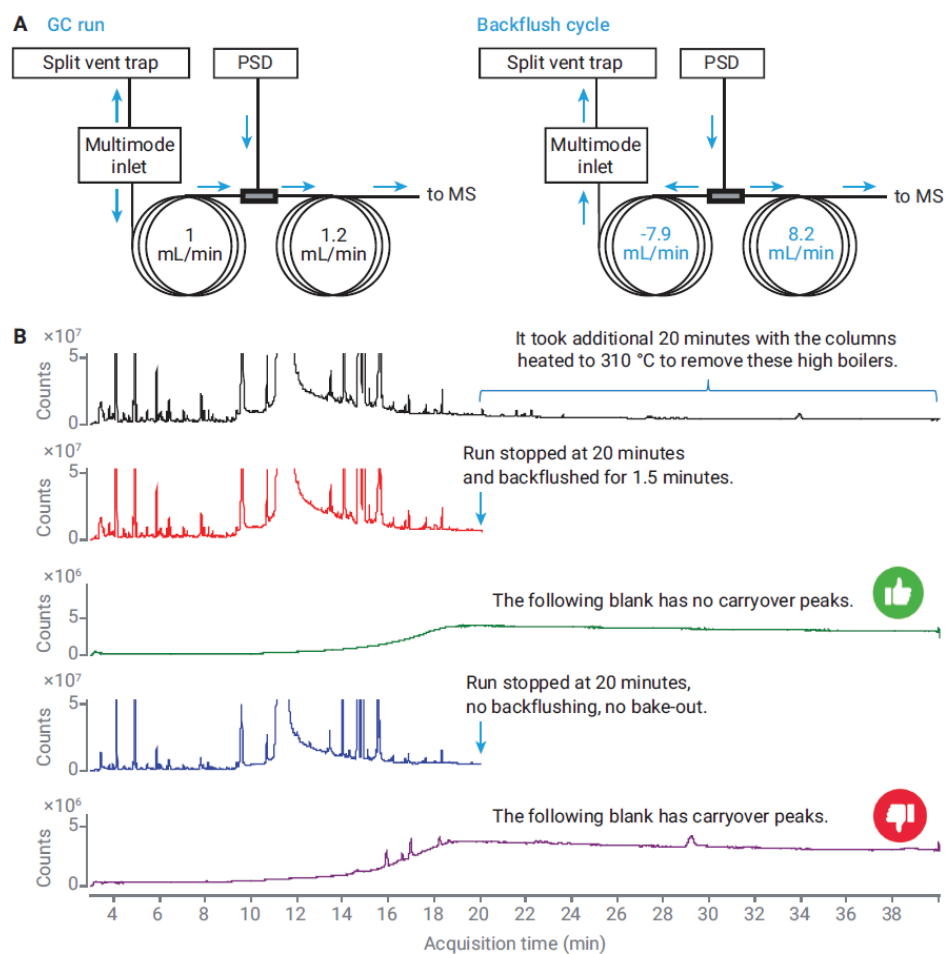 A GC run
Backflush cycle
Split vent trap
PSD
Split vent trap
PSD
Multimode
inlet
Multimode
inlet
to MS
to MS
1
mL/min
1.2
mL/min
-7.9
mL/min
8.2
mL/min
B
×10⁷
5
0
Counts
It took additional 20 minutes with the columns
heated to 310 °C to remove these high boilers.
×10⁷
5
0
Counts
Run stopped at 20 minutes
and backflushed for 1.5 minutes.
×10⁶
5
0
Counts
The following blank has no carryover peaks.
×10⁷
5
0
Counts
Run stopped at 20 minutes,
no backflushing, no bake-out.
×10⁶
5
0
Counts
The following blank has carryover peaks.
4 6 8 10 12 14 16 18 20 22 24 26 28 30 32 34 36 38
Acquisition time (min)